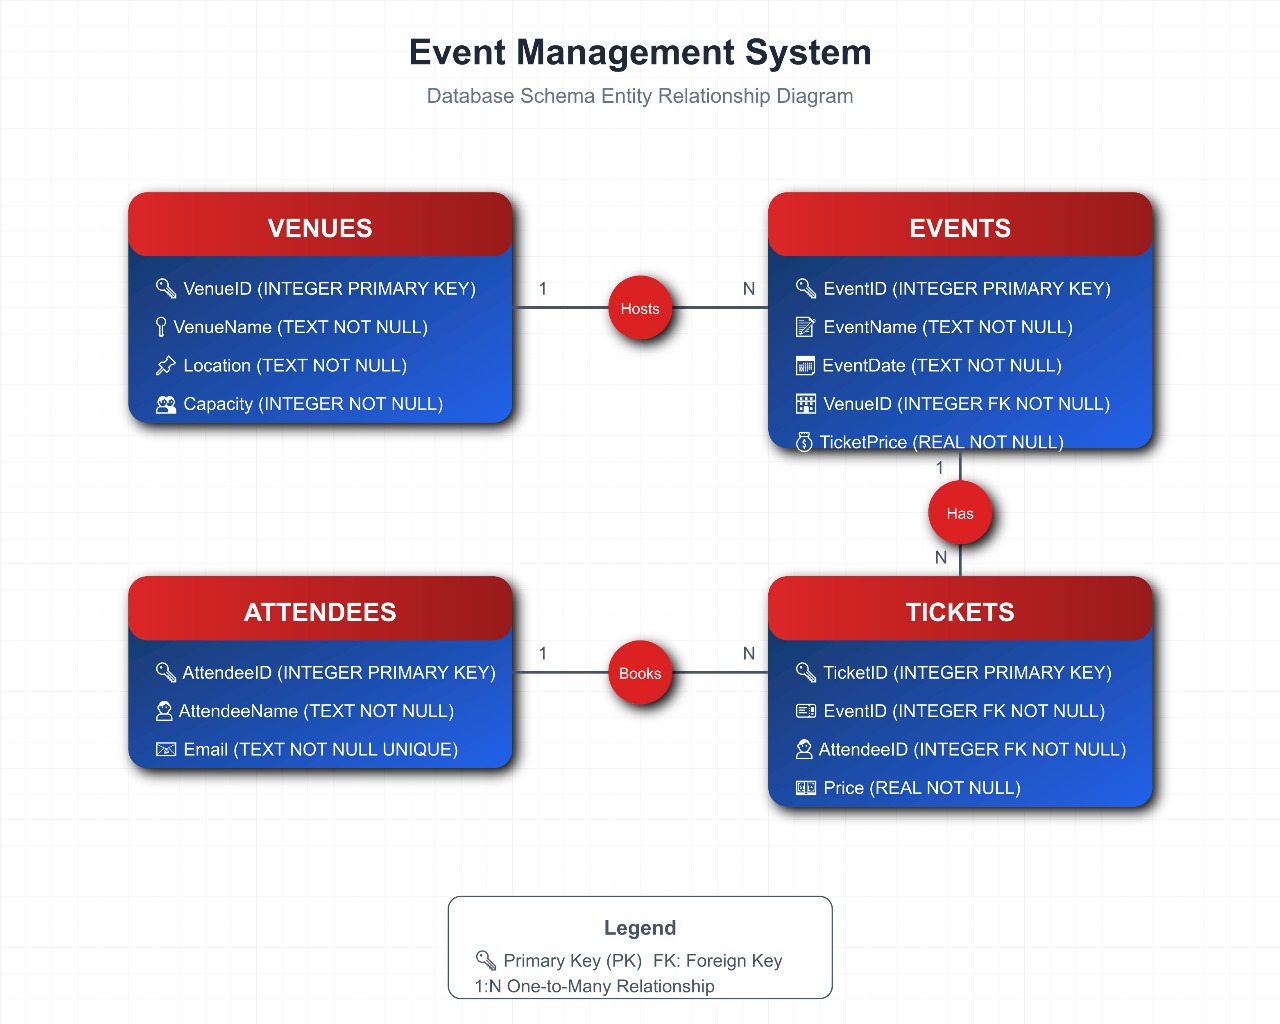 Event Management System
Database Schema Entity Relationship Diagram
VENUES
VenueID (INTEGER PRIMARY KEY)
VenueName (TEXT NOT NULL)
Location (TEXT NOT NULL)
Capacity (INTEGER NOT NULL)
1
Hosts
N
EVENTS
EventID (INTEGER PRIMARY KEY)
EventName (TEXT NOT NULL)
EventDate (TEXT NOT NULL)
VenueID (INTEGER FK NOT NULL)
TicketPrice (REAL NOT NULL)
1
Has
N
ATTENDEES
AttendeeID (INTEGER PRIMARY KEY)
AttendeeName (TEXT NOT NULL)
Email (TEXT NOT NULL UNIQUE)
1
Books
N
TICKETS
TicketID (INTEGER PRIMARY KEY)
EventID (INTEGER FK NOT NULL)
AttendeeID (INTEGER FK NOT NULL)
Price (REAL NOT NULL)
Legend
Primary Key (PK) FK: Foreign Key
1:N One-to-Many Relationship